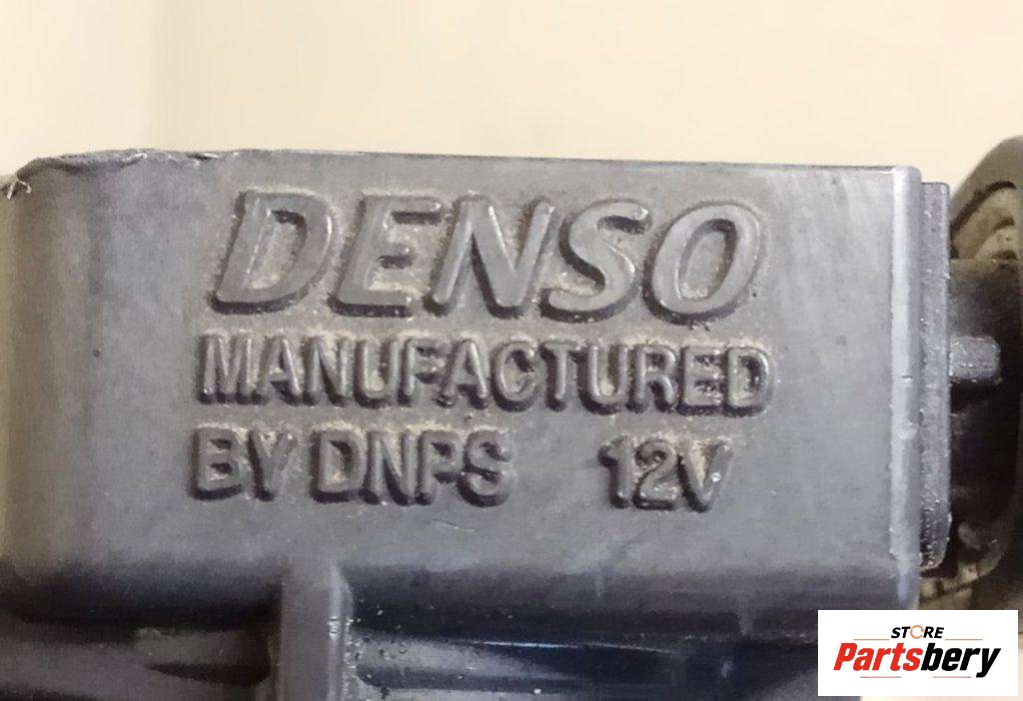 DENSO
MANUFACTURED
BY DNPS 12V
STORE
Partsbery